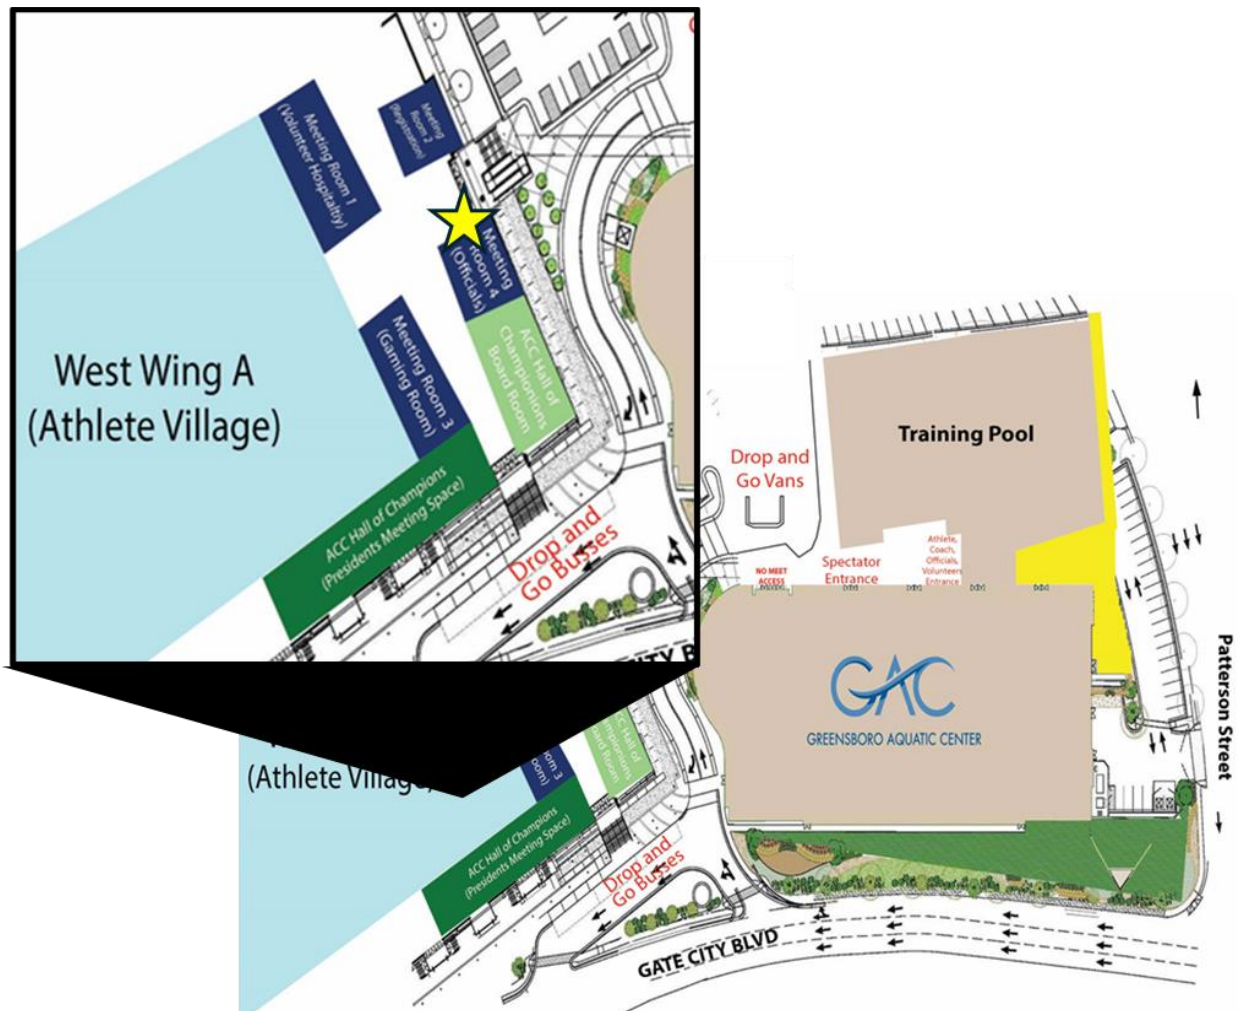 Meeting
Room 2
(Registration)
Meeting Room 1
(Volunteer Hospitaltiy)
Meeting
Room 4
(Officials)
ACC Hall of
Championions
Board Room
Meeting Room 3
(Gaming Room)
West Wing A
(Athlete Village)
ACC Hall of Champions
(Presidents Meeting Space)
Drop and
Go Busses
Training Pool
Drop and
Go Vans
NO MEET
ACCESS
Spectator
Entrance
Athlete,
Coach,
Officials,
Volunteers
Entrance
GAC
GREENSBORO AQUATIC CENTER
Patterson Street
(Athlete Village
ACC Hall of Champions
(Presidents Meeting Space)
Drop and
Go Busses
GATE CITY BLVD